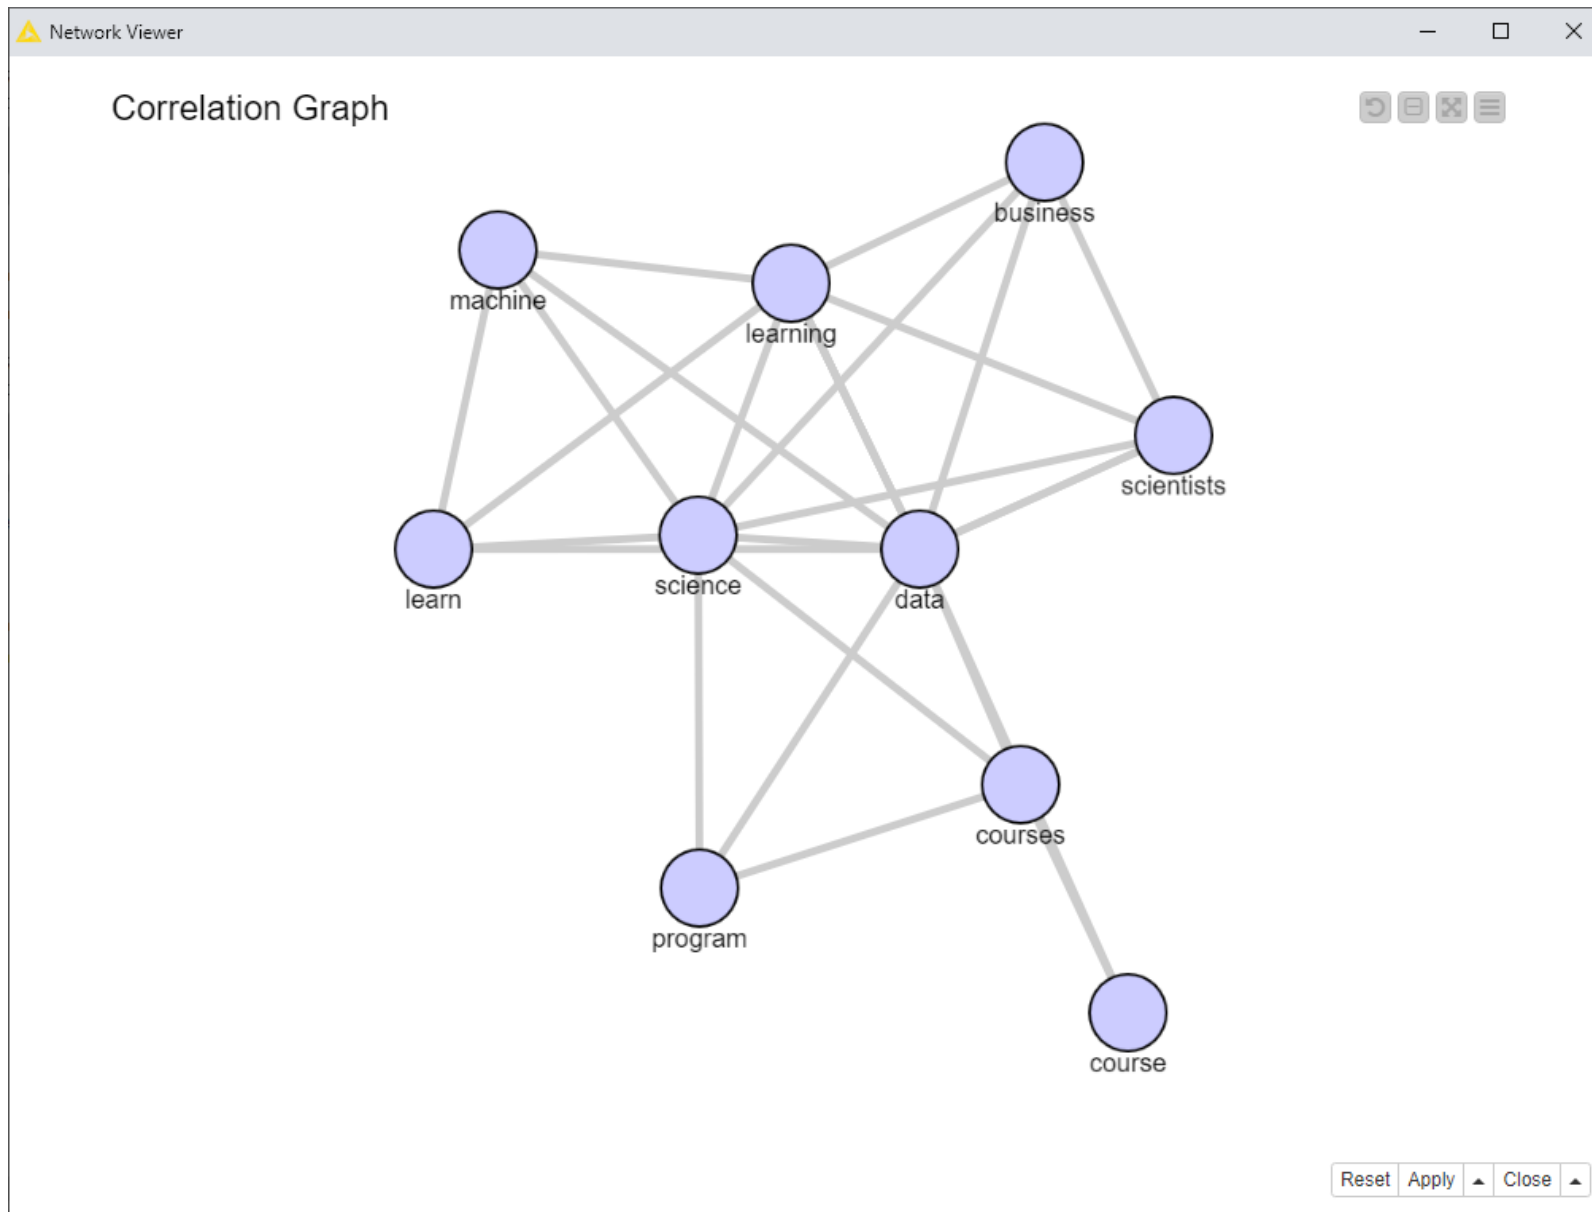 Network Viewer
Correlation Graph
business
machine
learning
scientists
science
learn
data
courses
program
course
Reset Apply Close